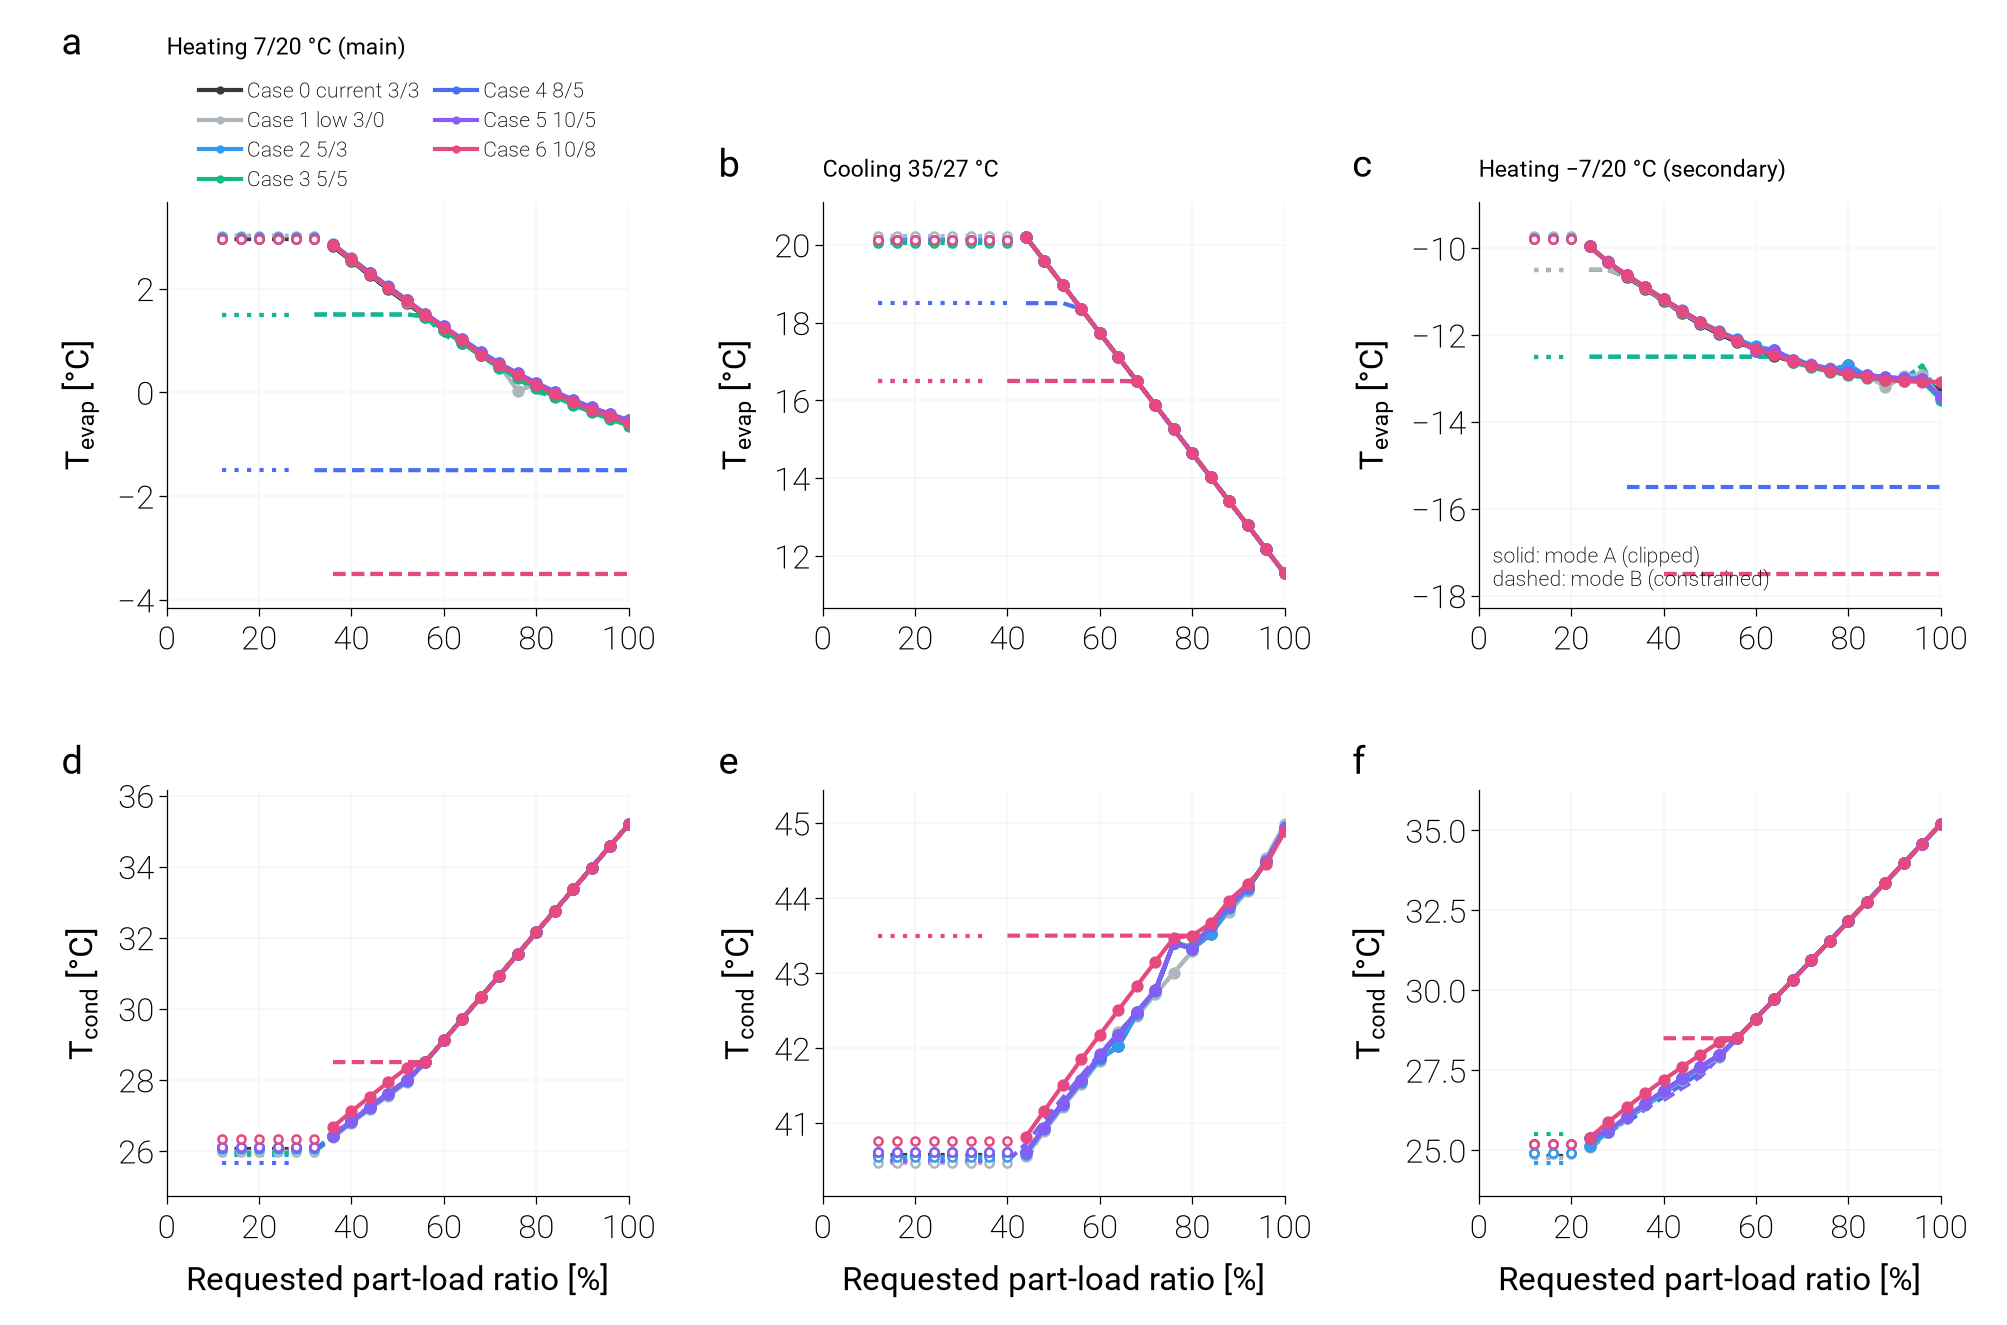 a
Heating 7/20 °C (main)
Case 0 current 3/3
Case 1 low 3/0
Case 2 5/3
Case 3 5/5
Case 4 8/5
Case 5 10/5
Case 6 10/8
T_evap [°C]
2
0
−2
−4
0 20 40 60 80 100
b
Cooling 35/27 °C
T_evap [°C]
20
18
16
14
12
0 20 40 60 80 100
c
Heating −7/20 °C (secondary)
T_evap [°C]
−10
−12
−14
−16
−18
solid: mode A (clipped)
dashed: mode B (constrained)
0 20 40 60 80 100
d
T_cond [°C]
36
34
32
30
28
26
0 20 40 60 80 100
Requested part-load ratio [%]
e
T_cond [°C]
45
44
43
42
41
0 20 40 60 80 100
Requested part-load ratio [%]
f
T_cond [°C]
35.0
32.5
30.0
27.5
25.0
0 20 40 60 80 100
Requested part-load ratio [%]